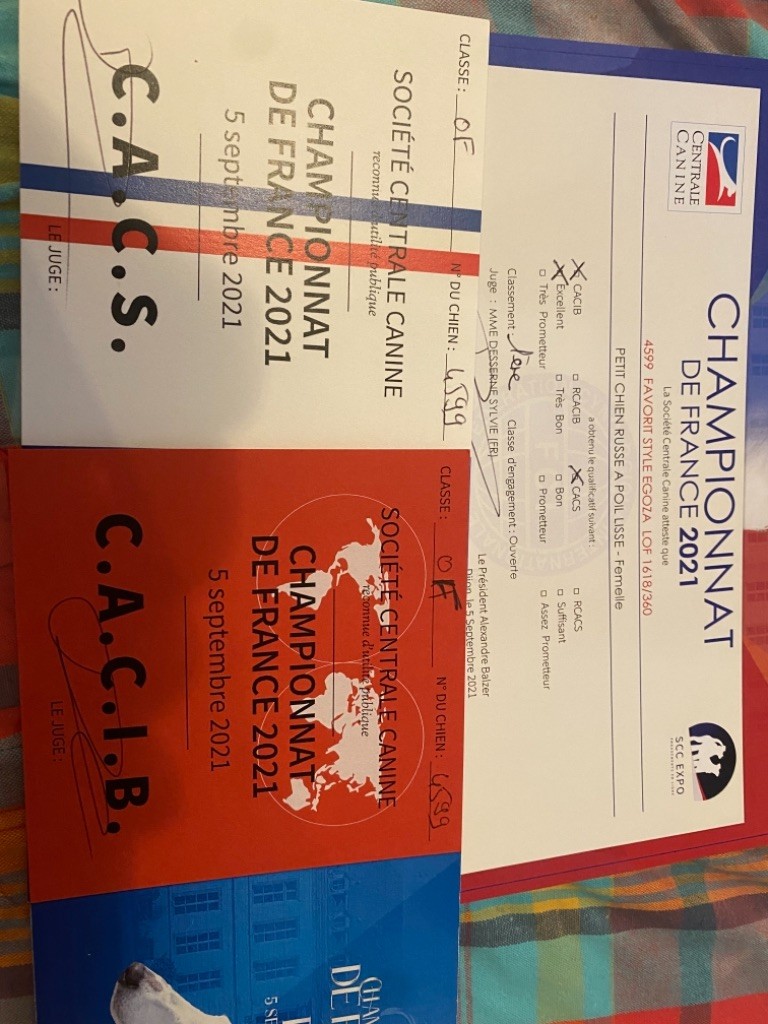 CENTRALE
CANINE
CHAMPIONNAT
DE FRANCE 2021
SCC EXPO
La Société Centrale Canine atteste que
4599 FAVORIT STYLE EGOZA LOF 1618/360
PETIT CHIEN RUSSE A POIL LISSE - Femelle
a obtenu le qualificatif suivant :
CACIB RCACIB CACS RCACS
Excellent Très Bon Bon Suffisant
Très Prometteur Prometteur Assez Prometteur
Classement : 1ère Classe d'engagement : Ouverte
Juge : MME DESSERNE SYLVIE (FR)
Le Président Alexandre Balzer
Dijon, le 5 Septembre 2021
CLASSE : OF N° DU CHIEN : 4599
SOCIÉTÉ CENTRALE CANINE
reconnue d'utilité publique
CHAMPIONNAT
DE FRANCE 2021
5 septembre 2021
C.A.C.S.
LE JUGE :
CLASSE : OF N° DU CHIEN : 4599
SOCIÉTÉ CENTRALE CANINE
reconnue d'utilité publique
CHAMPIONNAT
DE FRANCE 2021
5 septembre 2021
C.A.C.I.B.
LE JUGE :
CHAM
DE F
5 SE